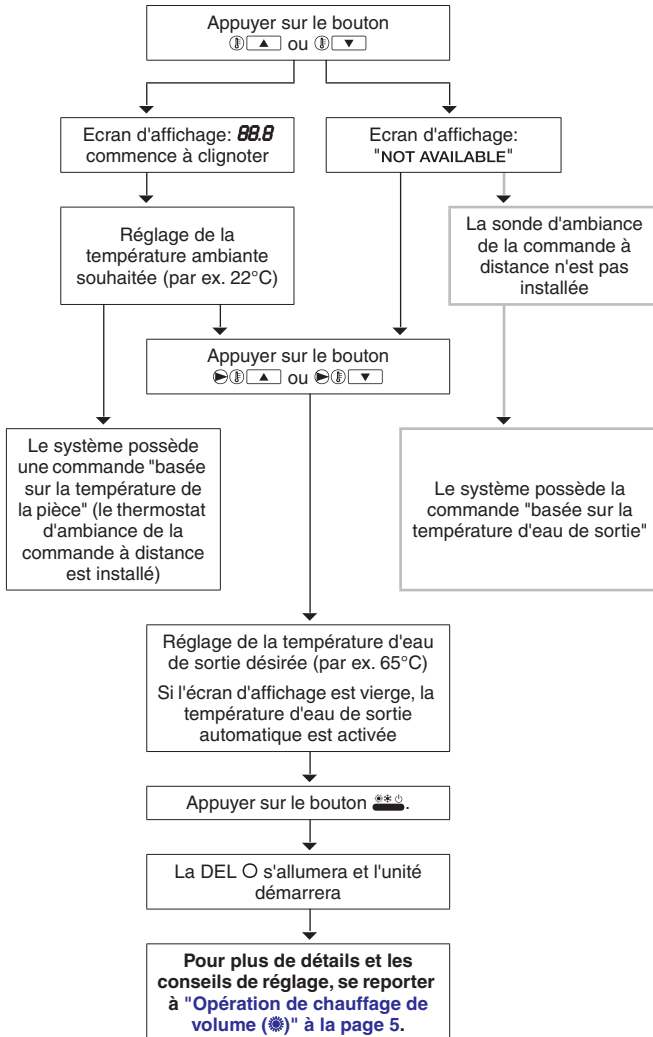 Appuyer sur le bouton
▲ ou ▼
Ecran d'affichage: 88.8
commence à clignoter
Ecran d'affichage:
"NOT AVAILABLE"
Réglage de la
température ambiante
souhaitée (par ex. 22°C)
La sonde d'ambiance
de la commande à
distance n'est pas
installée
Appuyer sur le bouton
▲ ou ▼
Le système possède
une commande "basée
sur la température de
la pièce" (le thermostat
d'ambiance de la
commande à distance
est installé)
Le système possède la
commande "basée sur la
température d'eau de sortie"
Réglage de la température d'eau
de sortie désirée (par ex. 65°C)
Si l'écran d'affichage est vierge, la
température d'eau de sortie
automatique est activée
Appuyer sur le bouton .
La DEL s'allumera et l'unité
démarrera
Pour plus de détails et les
conseils de réglage, se reporter
à "Opération de chauffage de
volume ()" à la page 5.